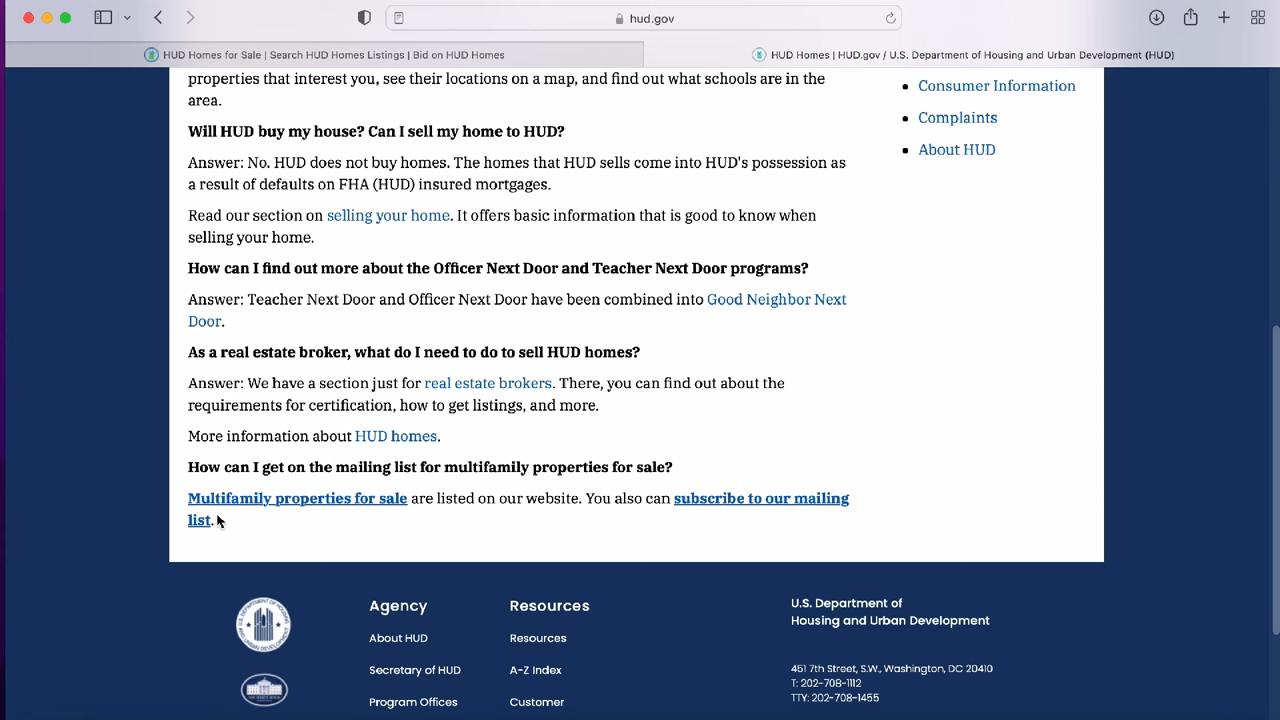 hud.gov
HUD Homes for Sale | Search HUD Homes Listings | Bid on HUD Homes
HUD Homes | HUD.gov / U.S. Department of Housing and Urban Development (HUD)
properties that interest you, see their locations on a map, and find out what schools are in the
area.
Will HUD buy my house? Can I sell my home to HUD?
Answer: No. HUD does not buy homes. The homes that HUD sells come into HUD's possession as
a result of defaults on FHA (HUD) insured mortgages.
Read our section on selling your home. It offers basic information that is good to know when
selling your home.
How can I find out more about the Officer Next Door and Teacher Next Door programs?
Answer: Teacher Next Door and Officer Next Door have been combined into Good Neighbor Next
Door.
As a real estate broker, what do I need to do to sell HUD homes?
Answer: We have a section just for real estate brokers. There, you can find out about the
requirements for certification, how to get listings, and more.
More information about HUD homes.
How can I get on the mailing list for multifamily properties for sale?
Multifamily properties for sale are listed on our website. You also can subscribe to our mailing
list.
Consumer Information
Complaints
About HUD
Agency
About HUD
Secretary of HUD
Program Offices
Resources
Resources
A-Z Index
Customer
U.S. Department of
Housing and Urban Development
451 7th Street, S.W., Washington, DC 20410
T: 202-708-1112
TTY: 202-708-1455